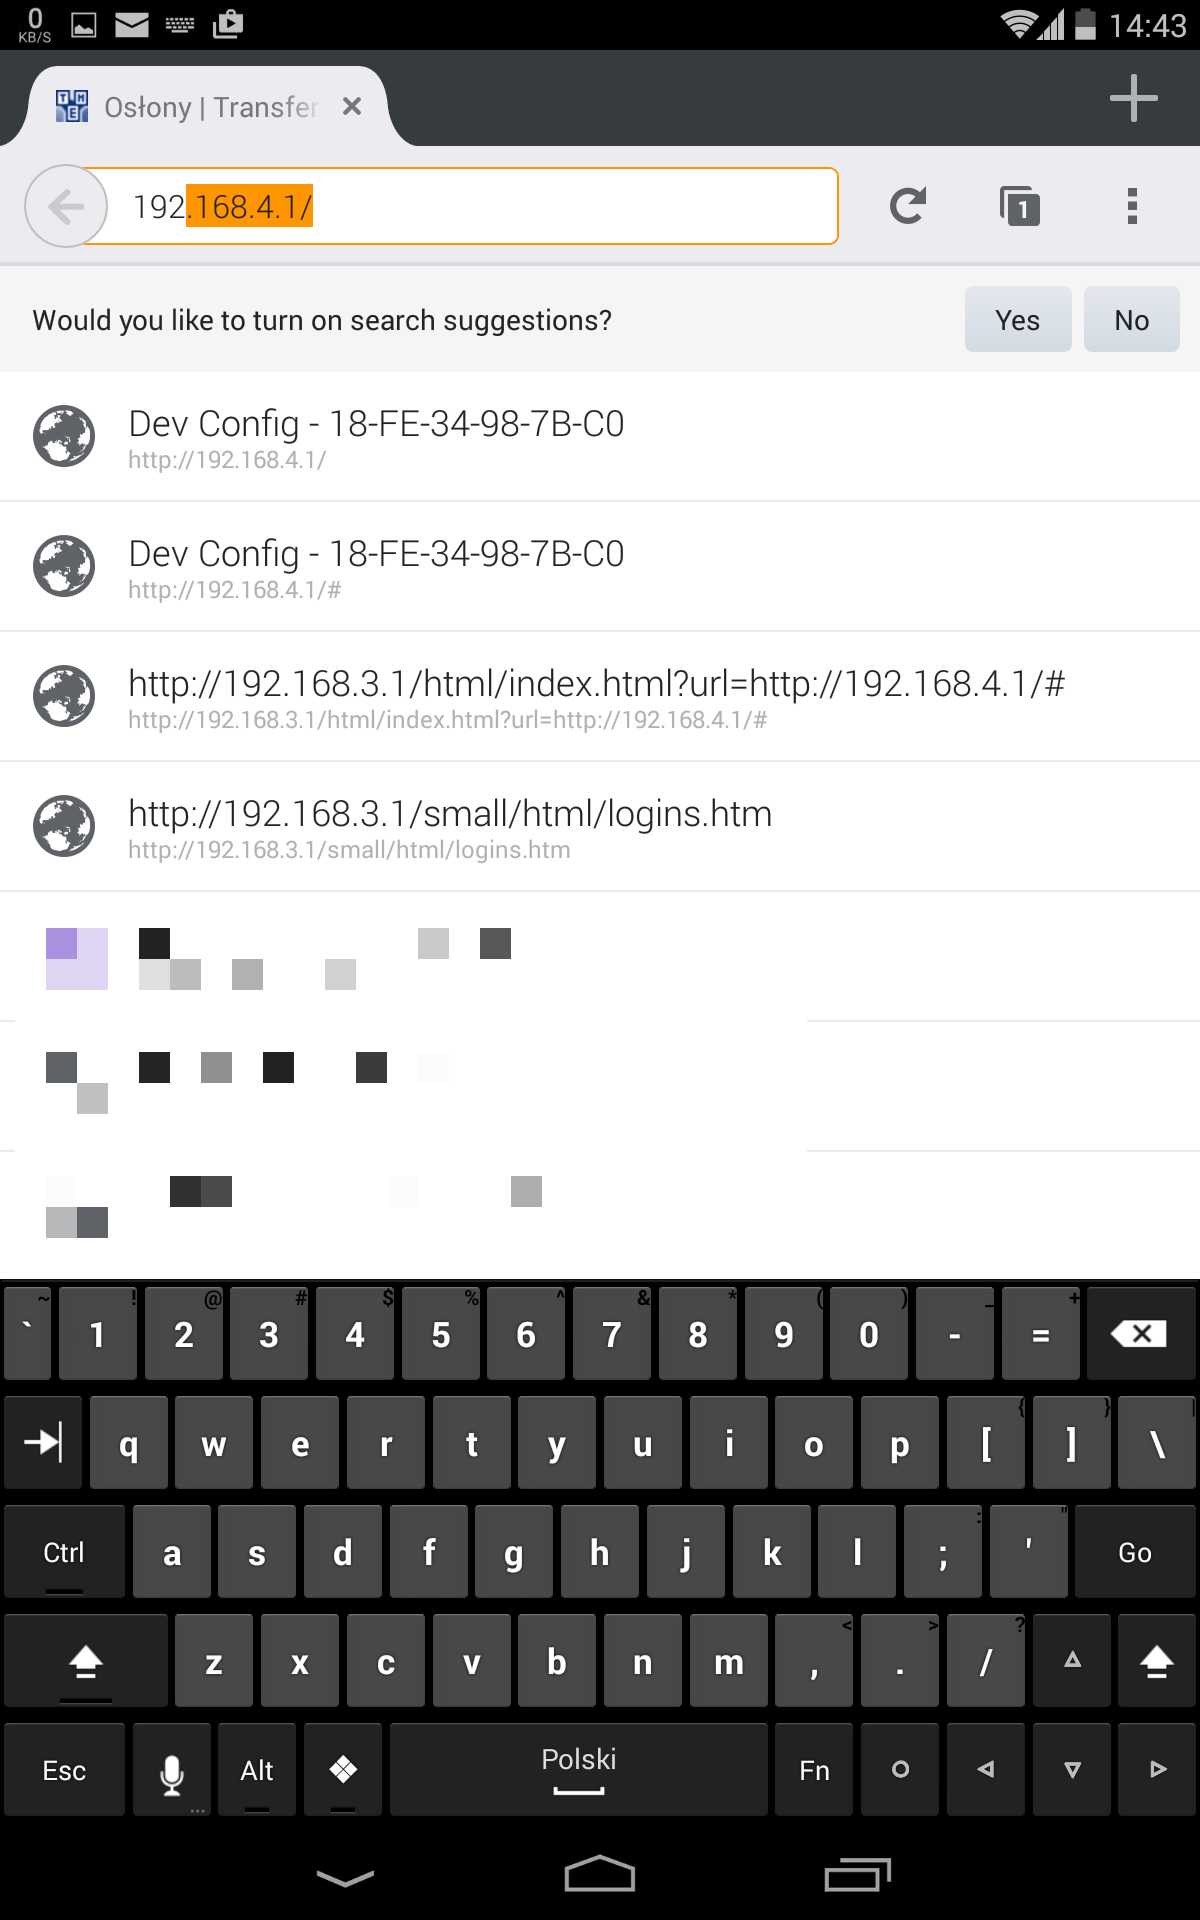 0
KB/S
14:43
THE
Osłony | Transfer
192.168.4.1/
1
Would you like to turn on search suggestions?
Yes
No
Dev Config - 18-FE-34-98-7B-C0
http://192.168.4.1/
Dev Config - 18-FE-34-98-7B-C0
http://192.168.4.1/#
http://192.168.3.1/html/index.html?url=http://192.168.4.1/#
http://192.168.3.1/html/index.html?url=http://192.168.4.1/#
http://192.168.3.1/small/html/logins.htm
http://192.168.3.1/small/html/logins.htm
~ ! @ # $ % ^ & * ( ) _ +
` 1 2 3 4 5 6 7 8 9 0 - =
{ } |
q w e r t y u i o p [ ] \
: "
Ctrl a s d f g h j k l ; ' Go
< > ?
z x c v b n m , . /
Esc Alt Polski Fn
...